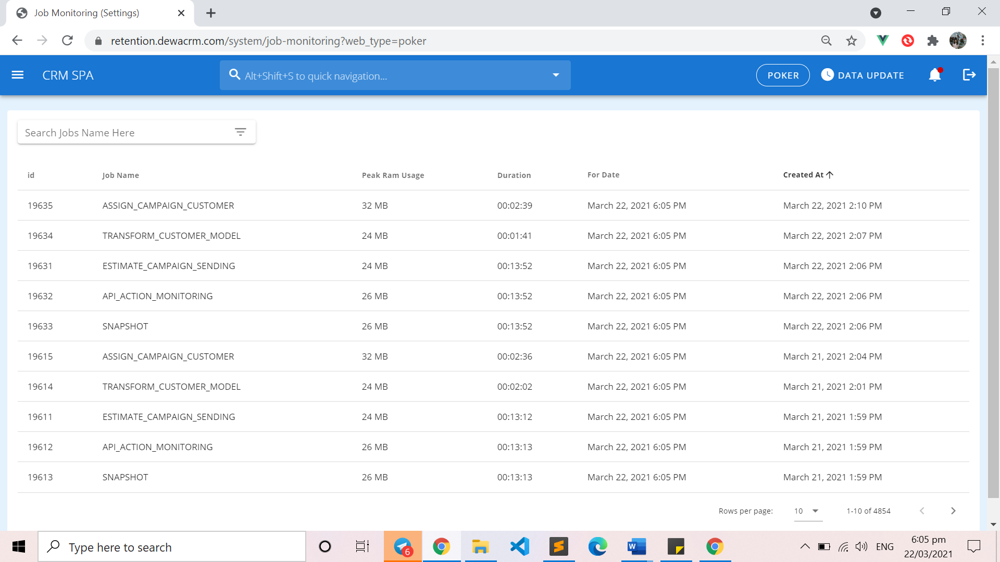 Job Monitoring (Settings)
retention.dewacrm.com/system/job-monitoring?web_type=poker
CRM SPA
Alt+Shift+S to quick navigation...
POKER
DATA UPDATE
Search Jobs Name Here
id Job Name Peak Ram Usage Duration For Date Created At
19635 ASSIGN_CAMPAIGN_CUSTOMER 32 MB 00:02:39 March 22, 2021 6:05 PM March 22, 2021 2:10 PM
19634 TRANSFORM_CUSTOMER_MODEL 24 MB 00:01:41 March 22, 2021 6:05 PM March 22, 2021 2:07 PM
19631 ESTIMATE_CAMPAIGN_SENDING 24 MB 00:13:52 March 22, 2021 6:05 PM March 22, 2021 2:06 PM
19632 API_ACTION_MONITORING 26 MB 00:13:52 March 22, 2021 6:05 PM March 22, 2021 2:06 PM
19633 SNAPSHOT 26 MB 00:13:52 March 22, 2021 6:05 PM March 22, 2021 2:06 PM
19615 ASSIGN_CAMPAIGN_CUSTOMER 32 MB 00:02:36 March 22, 2021 6:05 PM March 21, 2021 2:04 PM
19614 TRANSFORM_CUSTOMER_MODEL 24 MB 00:02:02 March 22, 2021 6:05 PM March 21, 2021 2:01 PM
19611 ESTIMATE_CAMPAIGN_SENDING 24 MB 00:13:12 March 22, 2021 6:05 PM March 21, 2021 1:59 PM
19612 API_ACTION_MONITORING 26 MB 00:13:13 March 22, 2021 6:05 PM March 21, 2021 1:59 PM
19613 SNAPSHOT 26 MB 00:13:13 March 22, 2021 6:05 PM March 21, 2021 1:59 PM
Rows per page: 10 1-10 of 4854
Type here to search
6
W
ENG
6:05 pm
22/03/2021